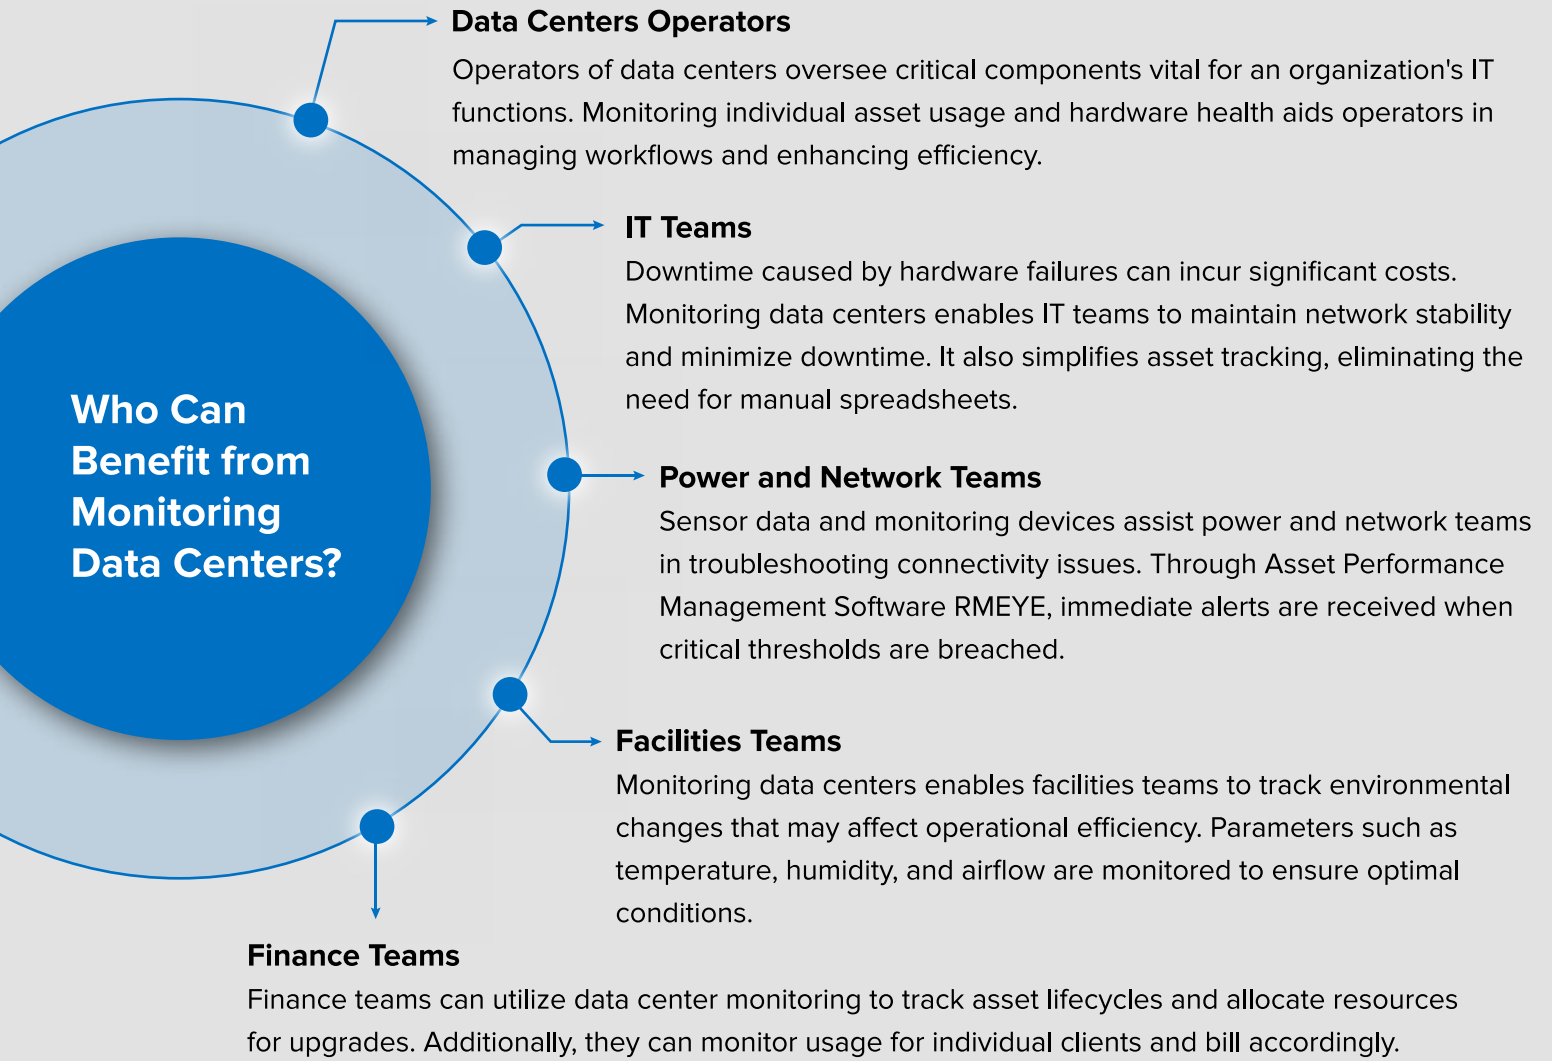 Data Centers Operators
Operators of data centers oversee critical components vital for an organization's IT
functions. Monitoring individual asset usage and hardware health aids operators in
managing workflows and enhancing efficiency.
IT Teams
Downtime caused by hardware failures can incur significant costs.
Monitoring data centers enables IT teams to maintain network stability
and minimize downtime. It also simplifies asset tracking, eliminating the
need for manual spreadsheets.
Who Can
Benefit from
Monitoring
Data Centers?
Power and Network Teams
Sensor data and monitoring devices assist power and network teams
in troubleshooting connectivity issues. Through Asset Performance
Management Software RMEYE, immediate alerts are received when
critical thresholds are breached.
Facilities Teams
Monitoring data centers enables facilities teams to track environmental
changes that may affect operational efficiency. Parameters such as
temperature, humidity, and airflow are monitored to ensure optimal
conditions.
Finance Teams
Finance teams can utilize data center monitoring to track asset lifecycles and allocate resources
for upgrades. Additionally, they can monitor usage for individual clients and bill accordingly.